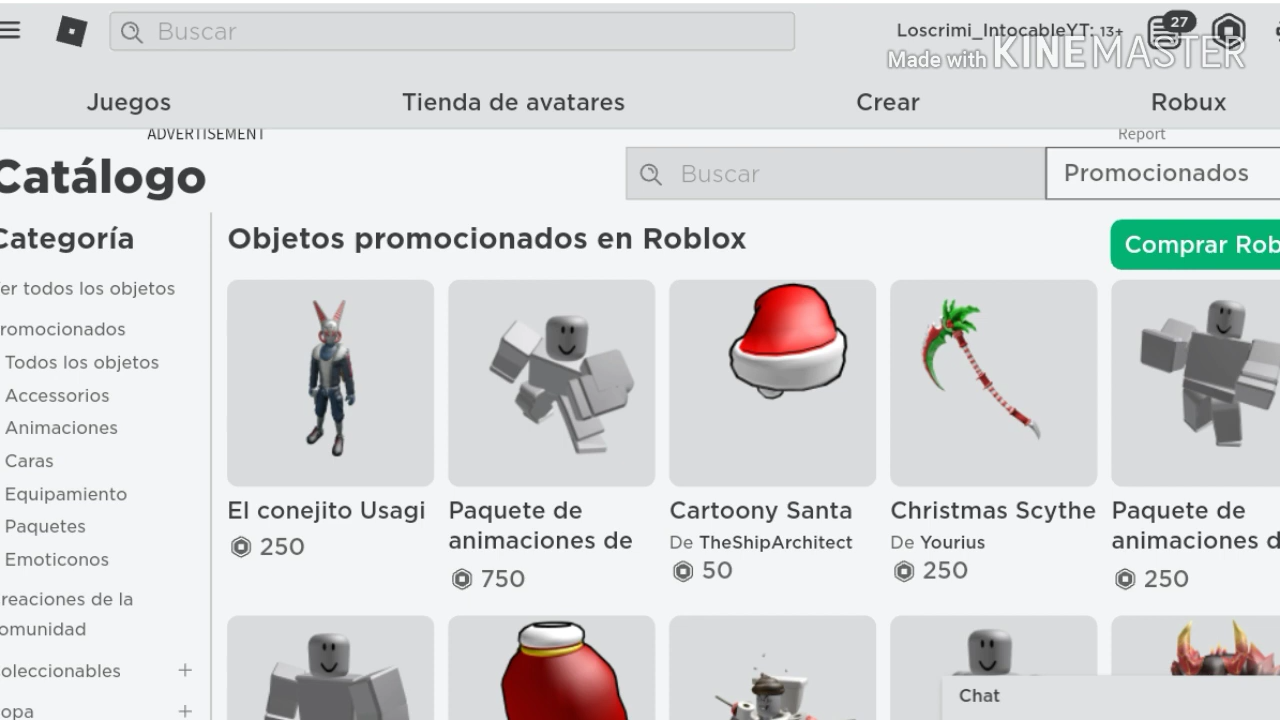 Buscar
Loscrimi_IntocableYT: 13+
27
Made with KINEMASTER
Juegos
Tienda de avatares
Crear
Robux
ADVERTISEMENT
Report
Catálogo
Buscar
Promocionados
Categoría
er todos los objetos
romocionados
Todos los objetos
Accessorios
Animaciones
Caras
Equipamiento
Paquetes
Emoticonos
reaciones de la
omunidad
oleccionables +
opa +
Objetos promocionados en Roblox
Comprar Rob
El conejito Usagi
250
Paquete de
animaciones de
750
Cartoony Santa
De TheShipArchitect
50
Christmas Scythe
De Yourius
250
Paquete de
animaciones d
250
Chat